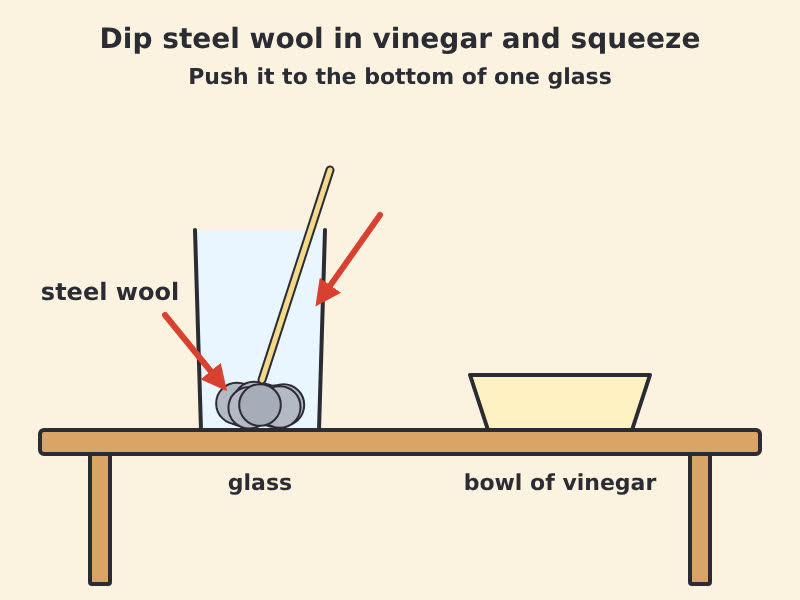 Dip steel wool in vinegar and squeeze
Push it to the bottom of one glass
steel wool
glass
bowl of vinegar